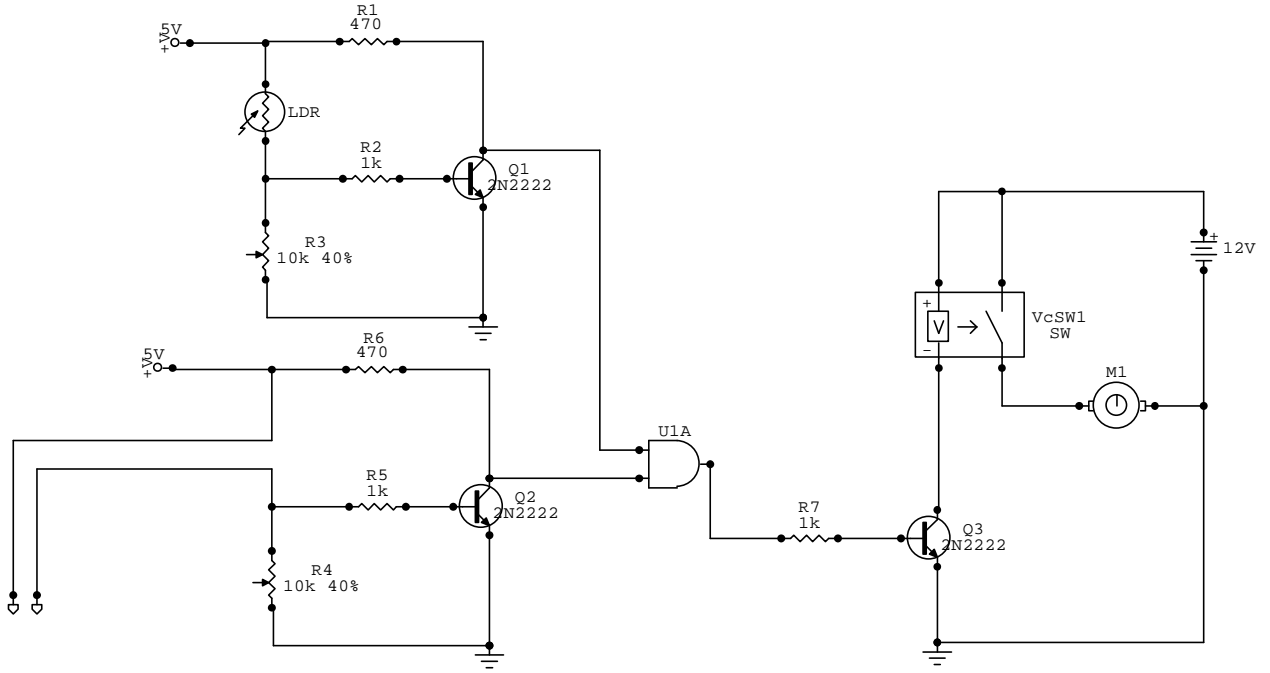 R1
470
5V
+V
LDR
R2
1k
Q1
2N2222
R3
10k 40%
+
12V
+
V
-
VcSW1
SW
R6
470
5V
+V
M1
U1A
R5
1k
Q2
2N2222
R7
1k
Q3
2N2222
R4
10k 40%